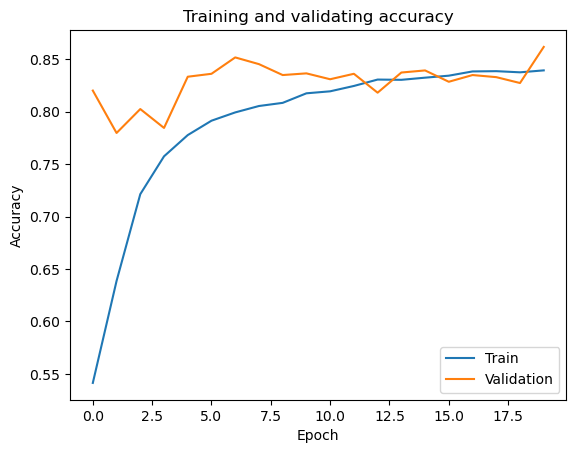 Training and validating accuracy
Accuracy
0.85
0.80
0.75
0.70
0.65
0.60
0.55
Train
Validation
0.0 2.5 5.0 7.5 10.0 12.5 15.0 17.5
Epoch